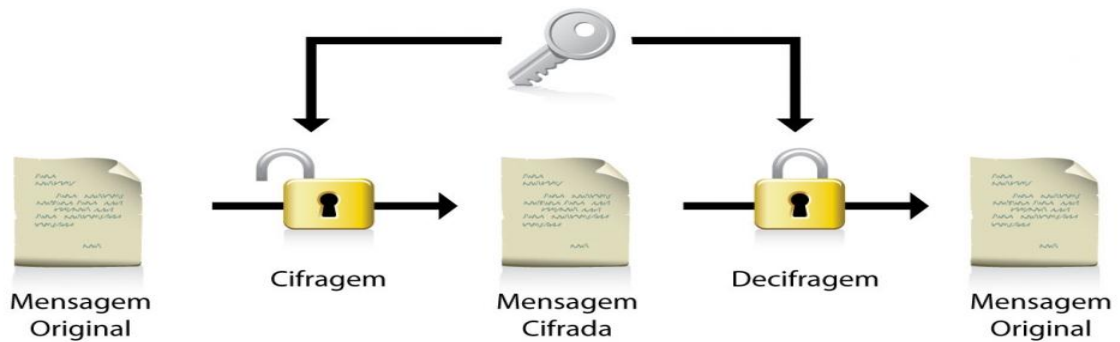 Cifragem
Decifragem
Mensagem
Original
Mensagem
Cifrada
Mensagem
Original